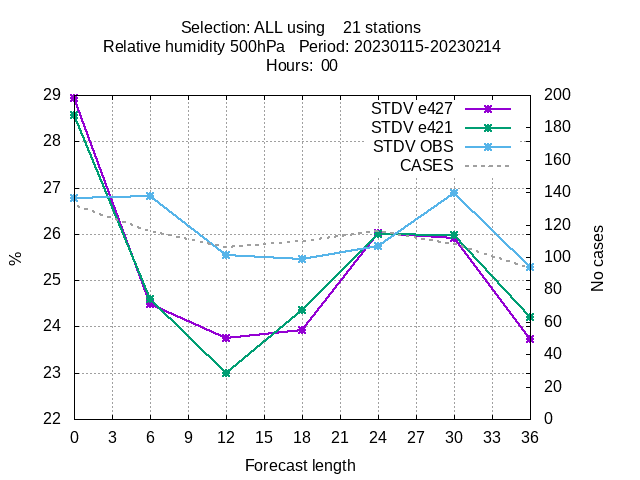 Selection: ALL using    21 stations
Relative humidity 500hPa   Period: 20230115-20230214
Hours:  00
29 200
STDV e427
180
28 STDV e421
STDV OBS 160
CASES
27 140
26 120
% No cases
100
25 80
24 60
40
23 20
22 0
0 3 6 9 12 15 18 21 24 27 30 33 36
Forecast length